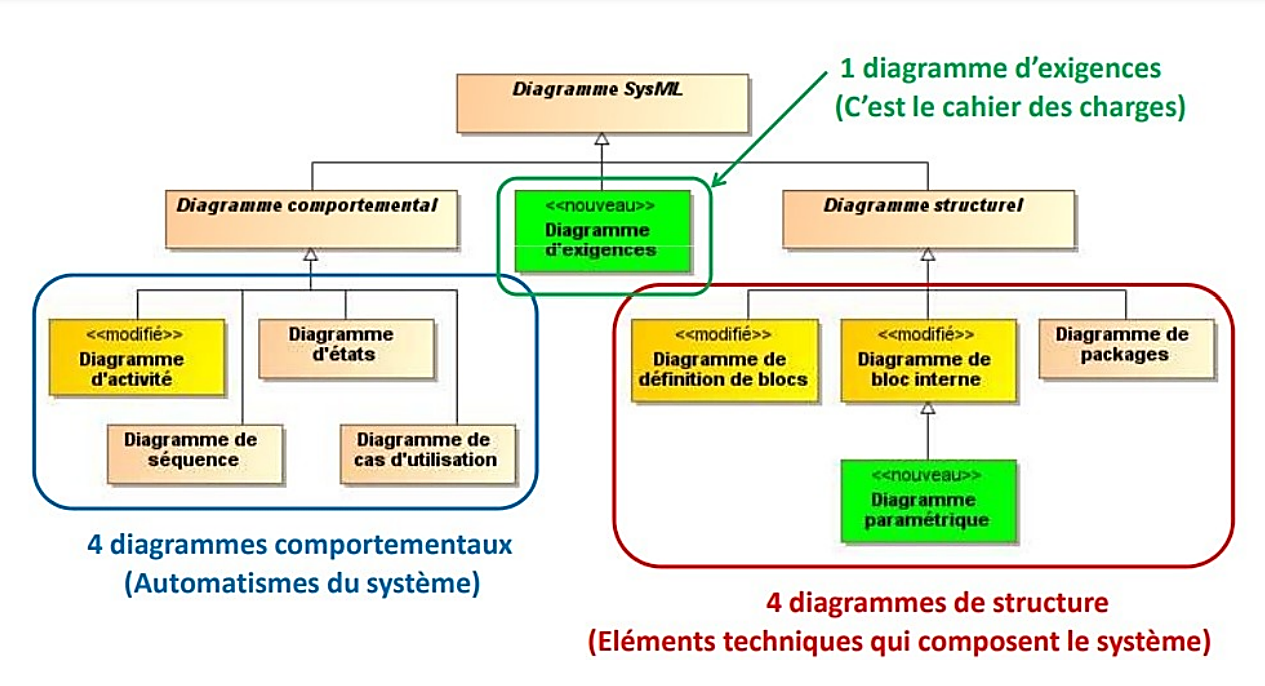 1 diagramme d’exigences
(C’est le cahier des charges)
Diagramme SysML
Diagramme comportemental
<<nouveau>>
Diagramme
d'exigences
Diagramme structurel
<<modifié>>
Diagramme
d'activité
Diagramme
d'états
Diagramme de
séquence
Diagramme de
cas d'utilisation
<<modifié>>
Diagramme de
définition de blocs
<<modifié>>
Diagramme de
bloc interne
Diagramme de
packages
<<nouveau>>
Diagramme
paramétrique
4 diagrammes comportementaux
(Automatismes du système)
4 diagrammes de structure
(Eléments techniques qui composent le système)